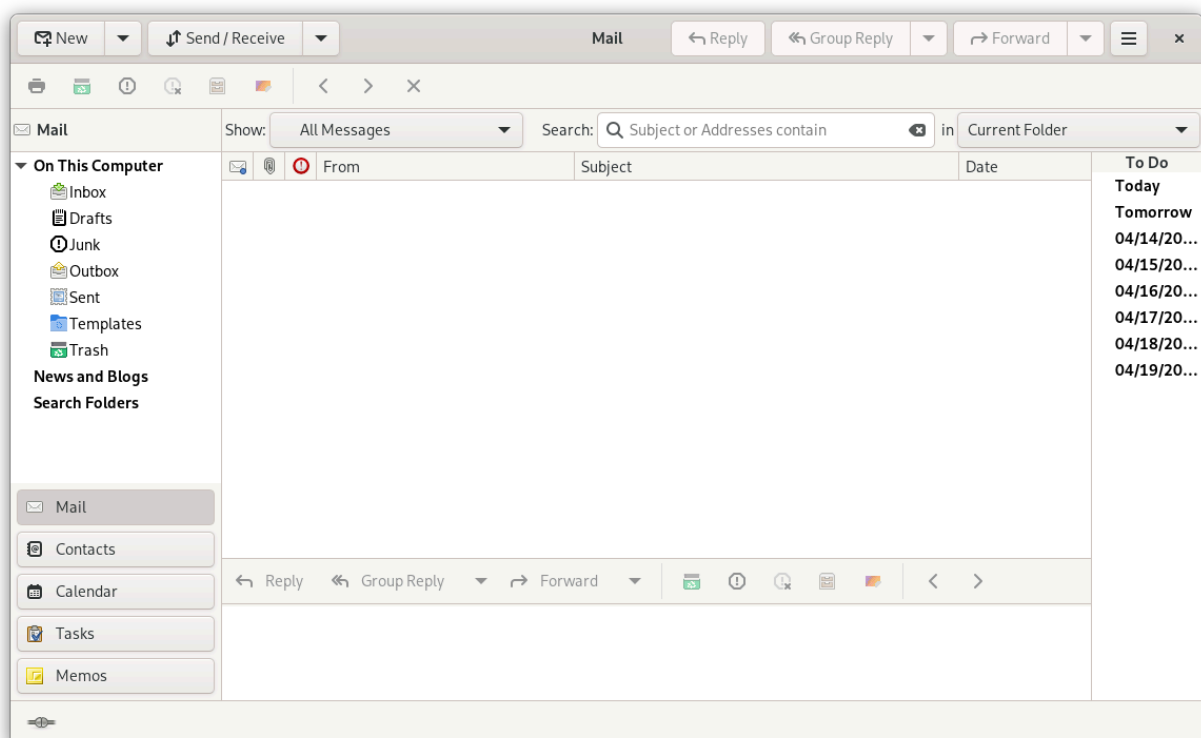 New Send / Receive Mail Reply Group Reply Forward
Mail Show: All Messages Search: Subject or Addresses contain in Current Folder
On This Computer
Inbox
Drafts
Junk
Outbox
Sent
Templates
Trash
News and Blogs
Search Folders
From Subject Date
To Do
Today
Tomorrow
04/14/20...
04/15/20...
04/16/20...
04/17/20...
04/18/20...
04/19/20...
Mail
Contacts
Calendar
Tasks
Memos
Reply Group Reply Forward